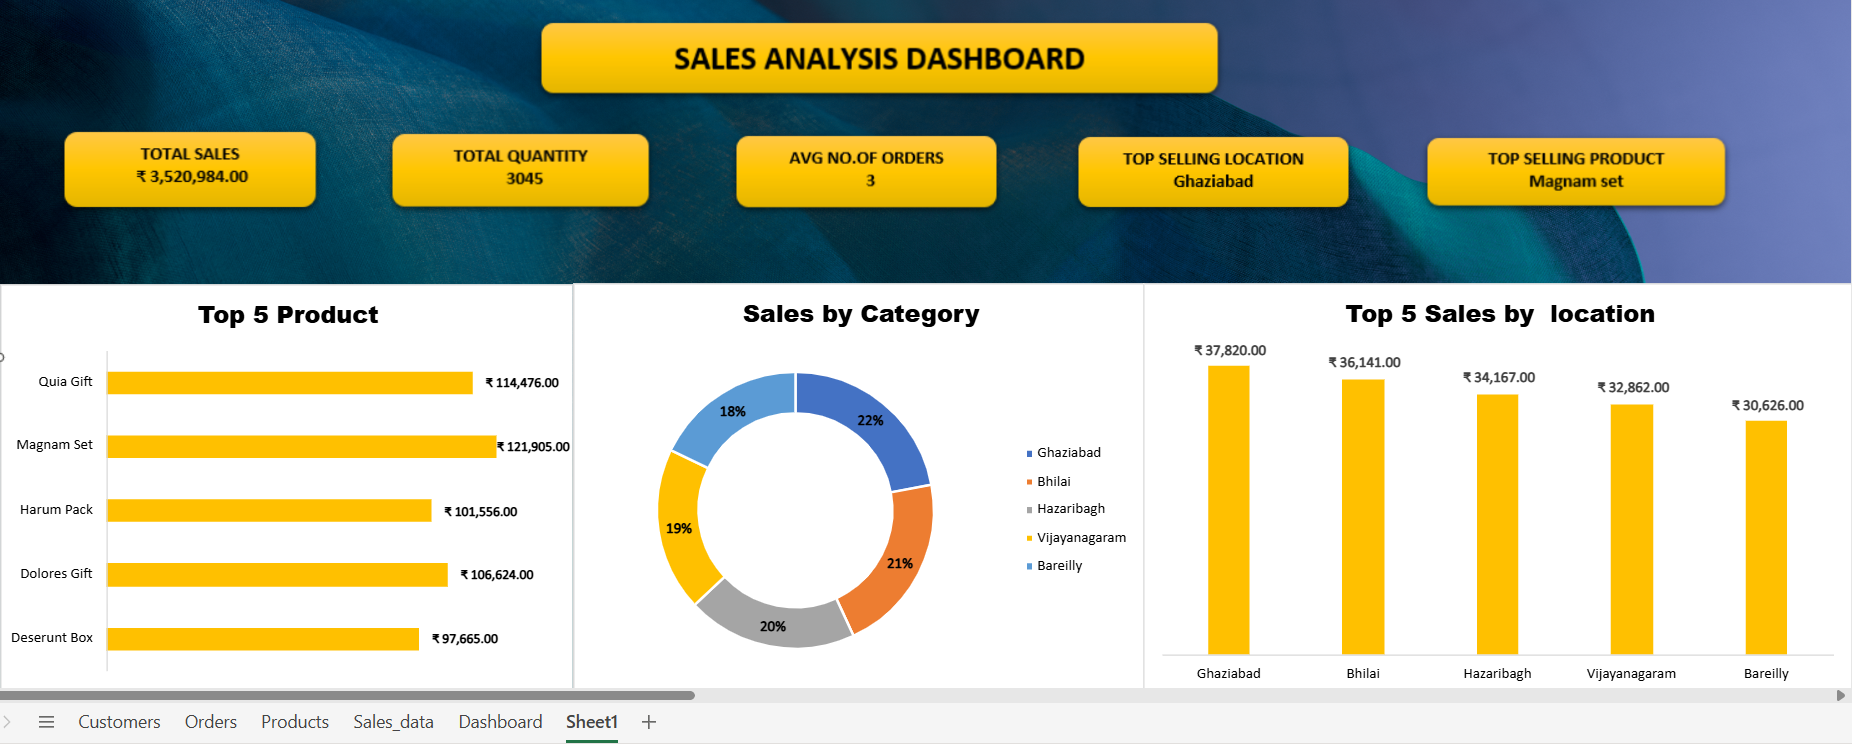 SALES ANALYSIS DASHBOARD
TOTAL SALES
₹ 3,520,984.00
TOTAL QUANTITY
3045
AVG NO.OF ORDERS
3
TOP SELLING LOCATION
Ghaziabad
TOP SELLING PRODUCT
Magnam set
Top 5 Product
Quia Gift
₹ 114,476.00
Magnam Set
₹ 121,905.00
Harum Pack
₹ 101,556.00
Dolores Gift
₹ 106,624.00
Deserunt Box
₹ 97,665.00
Sales by Category
18%
22%
19%
21%
20%
Ghaziabad
Bhilai
Hazaribagh
Vijayanagaram
Bareilly
Top 5 Sales by  location
₹ 37,820.00
₹ 36,141.00
₹ 34,167.00
₹ 32,862.00
₹ 30,626.00
Ghaziabad
Bhilai
Hazaribagh
Vijayanagaram
Bareilly
Customers
Orders
Products
Sales_data
Dashboard
Sheet1